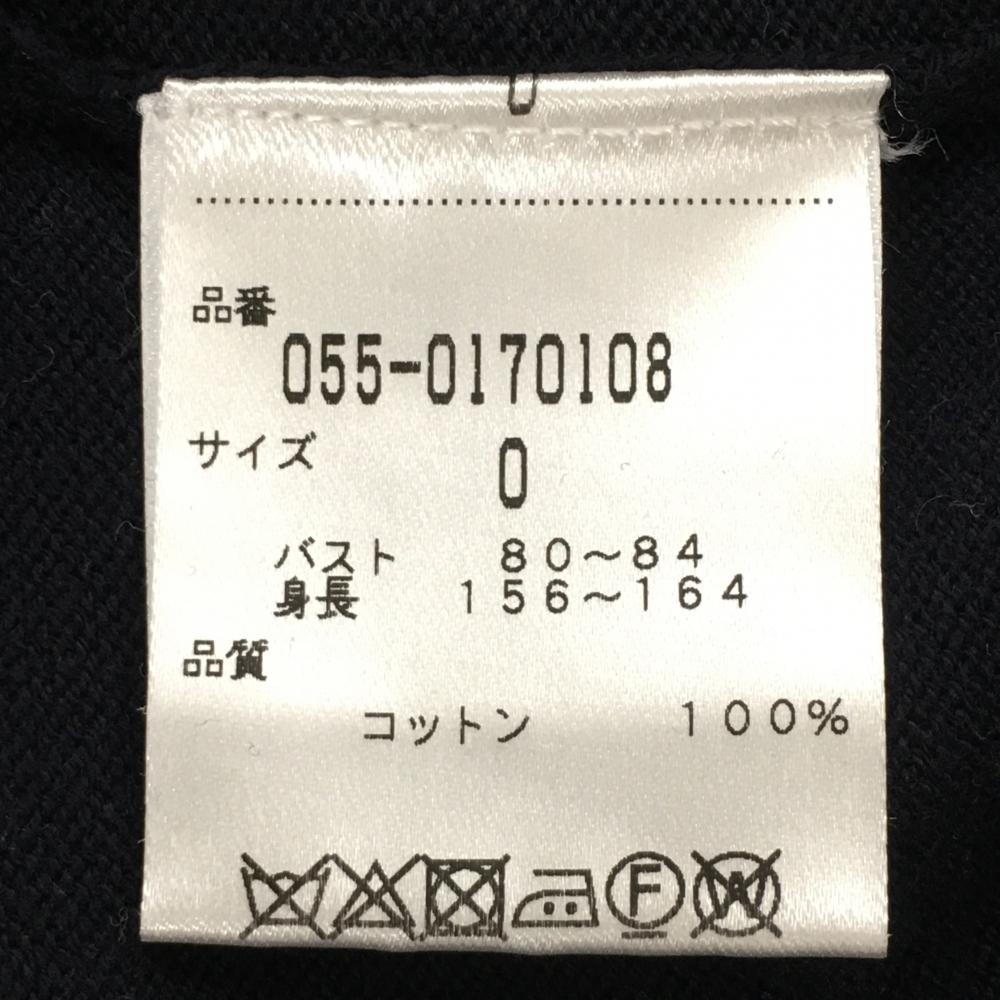 品番
055-0170108
サイズ 0
バスト 80～84
身長 156～164
品質
コットン 100%
F W